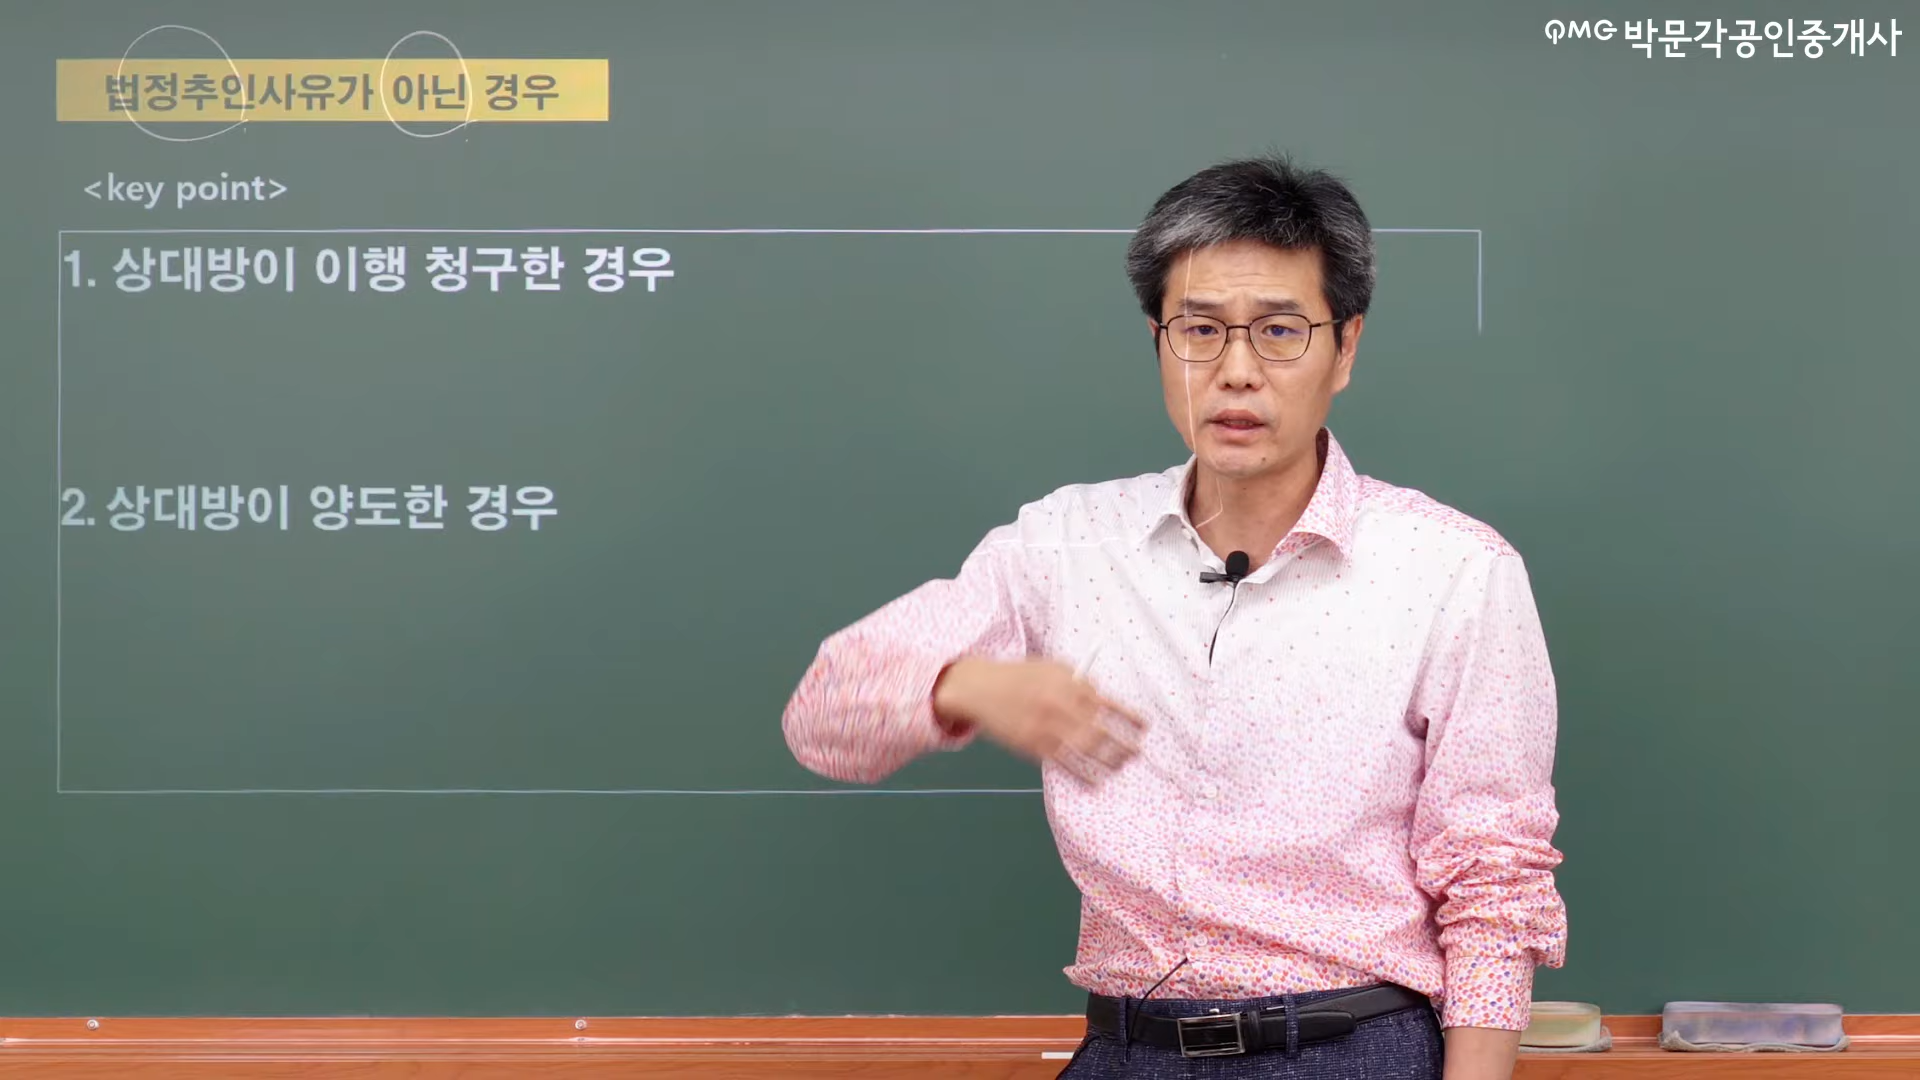 PMG 박문각공인중개사
법정추인사유가 아닌 경우
<key point>
1. 상대방이 이행 청구한 경우
2. 상대방이 양도한 경우